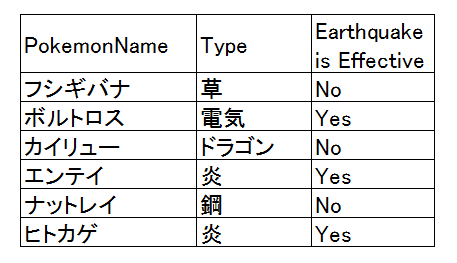 PokemonName Type Earthquake is Effective
フシギバナ 草 No
ボルトロス 電気 Yes
カイリュー ドラゴン No
エンテイ 炎 Yes
ナットレイ 鋼 No
ヒトカゲ 炎 Yes